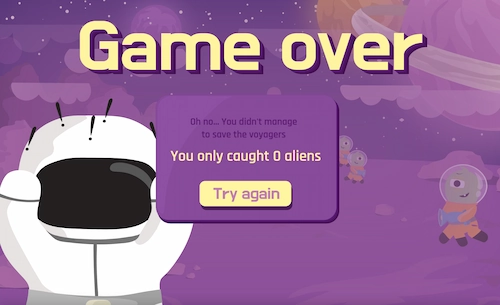 Game over
Oh no... You didn't manage
to save the voyagers
You only caught 0 aliens
Try again